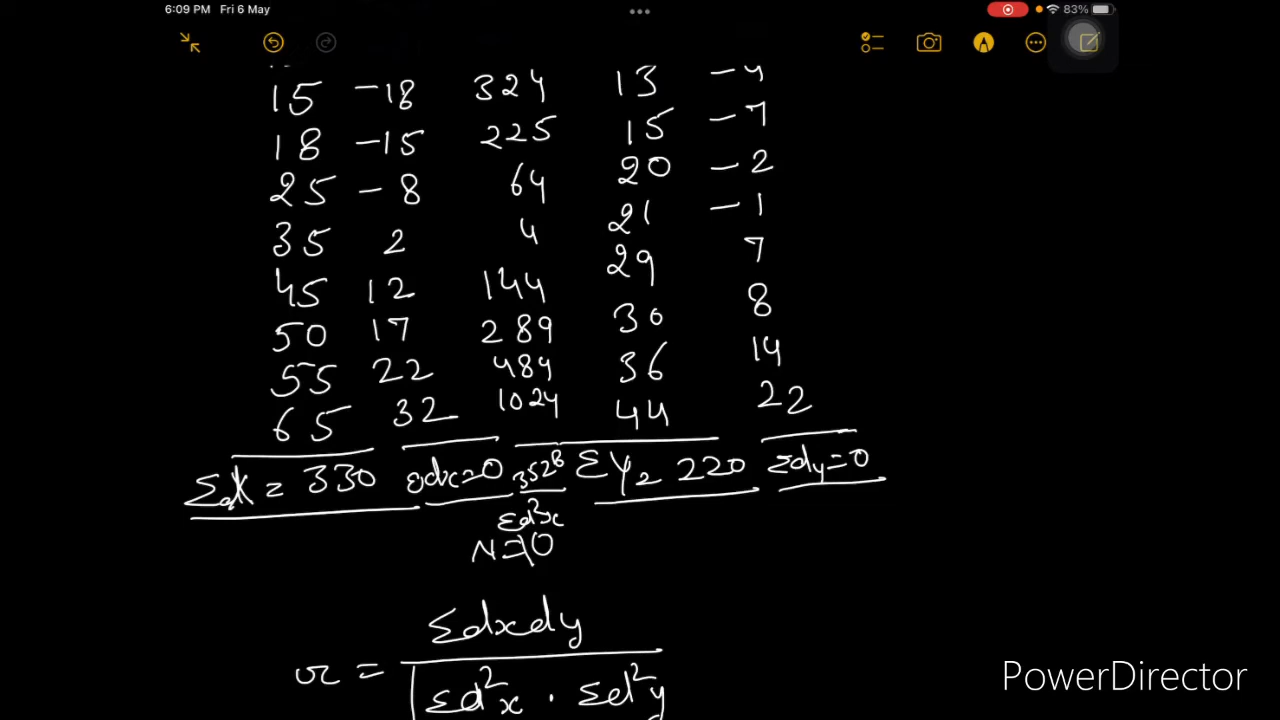 6:09 PM Fri 6 May
83%
15 -18 324 13 -4
18 -15 225 15 -7
25 -8 64 20 -2
35 2 4 21 -1
45 12 144 29 7
50 17 289 30 8
55 22 484 36 14
65 32 1024 44 22
= 330 Σdx=0 3528 ΣY = 220 Σdy=0
Σd²x
N=10
Σdxdy
r =
Σd²x . Σd²y
PowerDirector